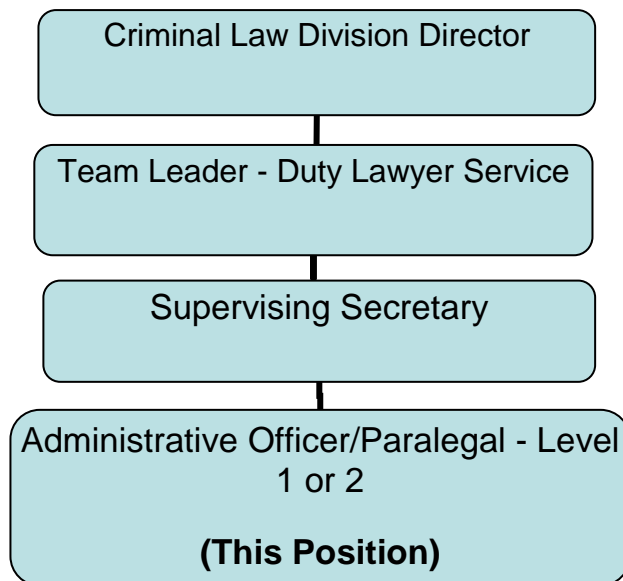 Criminal Law Division Director
Team Leader - Duty Lawyer Service
Supervising Secretary
Administrative Officer/Paralegal - Level
1 or 2
(This Position)